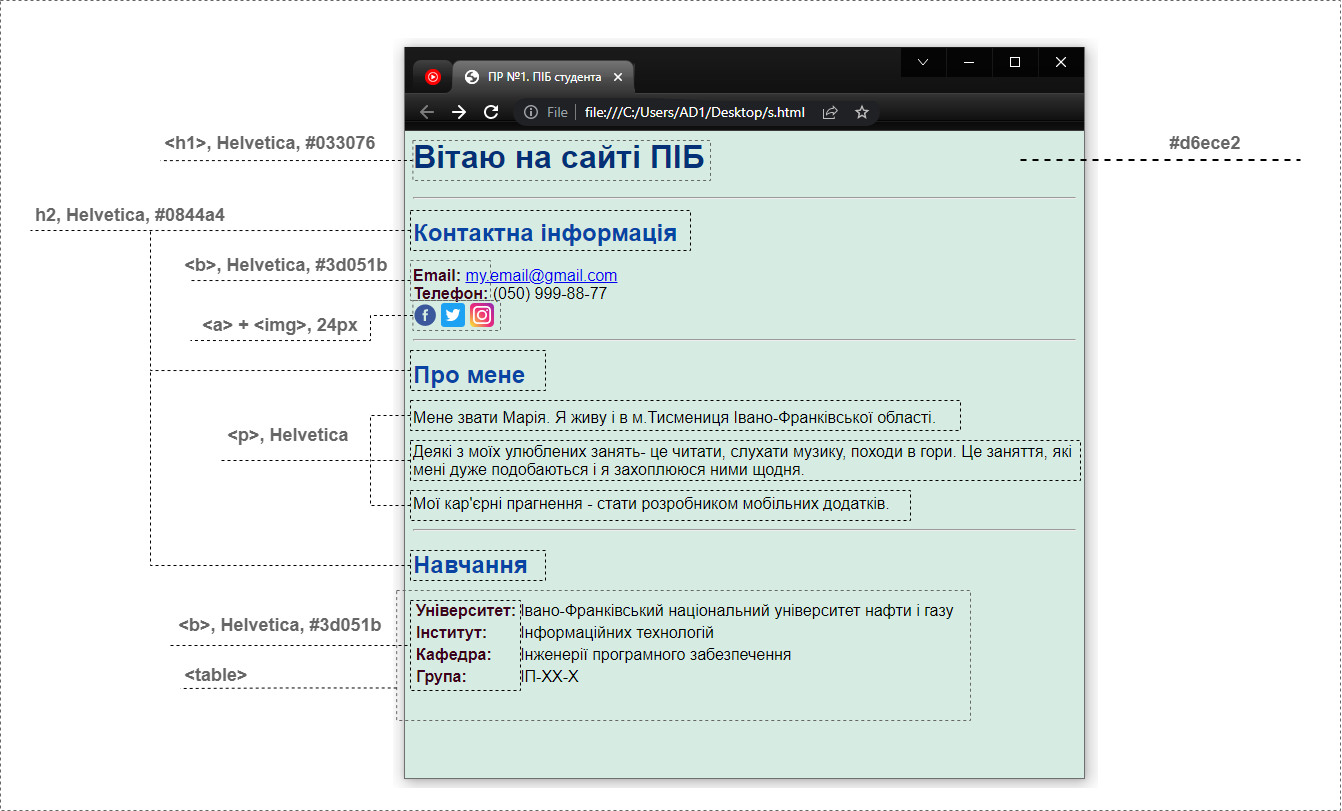 ПР №1. ПІБ студента
File file:///C:/Users/AD1/Desktop/s.html
<h1>, Helvetica, #033076
#d6ece2
Вітаю на сайті ПІБ
h2, Helvetica, #0844a4
Контактна інформація
<b>, Helvetica, #3d051b
Email: my.email@gmail.com
Телефон: (050) 999-88-77
<a> + <img>, 24px
Про мене
Мене звати Марія. Я живу і в м.Тисмениця Івано-Франківської області.
<p>, Helvetica
Деякі з моїх улюблених занять- це читати, слухати музику, походи в гори. Це заняття, які
мені дуже подобаються і я захоплююся ними щодня.
Мої кар'єрні прагнення - стати розробником мобільних додатків.
Навчання
Університет: Івано-Франківський національний університет нафти і газу
<b>, Helvetica, #3d051b
Інститут: Інформаційних технологій
Кафедра: Інженерії програмного забезпечення
<table>
Група: ІП-ХХ-Х